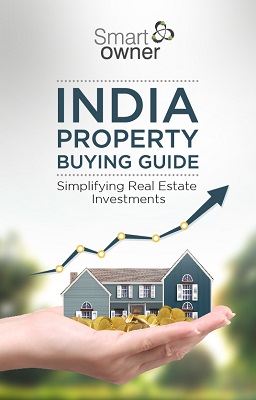 Smart
owner
INDIA
PROPERTY
BUYING GUIDE
Simplifying Real Estate
Investments